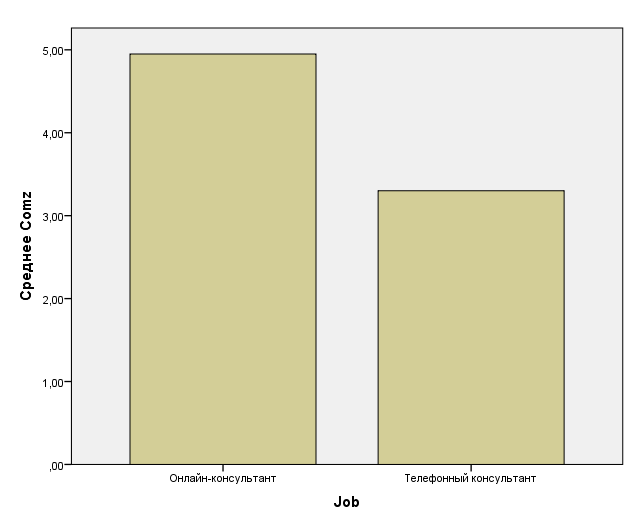 5,00
4,00
3,00
2,00
1,00
,00
Среднее Comz
Онлайн-консультант
Телефонный консультант
Job